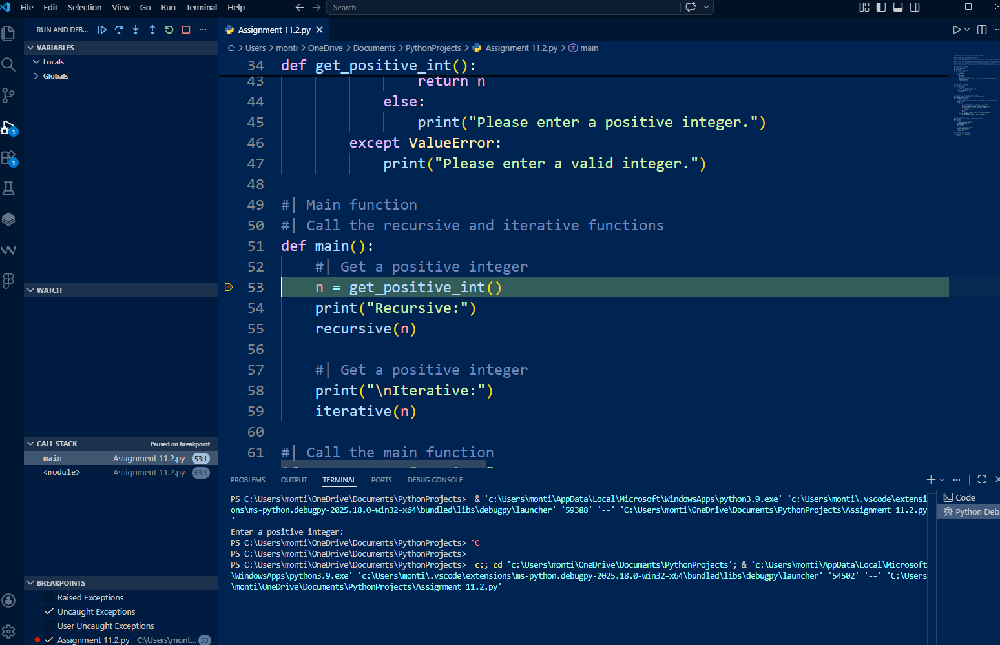 File Edit Selection View Go Run Terminal Help
Search
RUN AND DEB...
Assignment 11.2.py
VARIABLES
Locals
Globals
C: > Users > monti > OneDrive > Documents > PythonProjects > Assignment 11.2.py > main
34 def get_positive_int():
43 return n
44 else:
45 print("Please enter a positive integer.")
46 except ValueError:
47 print("Please enter a valid integer.")
48
49 #| Main function
50 #| Call the recursive and iterative functions
51 def main():
52 #| Get a positive integer
53 n = get_positive_int()
54 print("Recursive:")
55 recursive(n)
56
57 #| Get a positive integer
58 print("\nIterative:")
59 iterative(n)
60
61 #| Call the main function
1
1
WATCH
CALL STACK Paused on breakpoint
main Assignment 11.2.py 53:1
<module> Assignment 11.2.py 63:1
BREAKPOINTS
Raised Exceptions
Uncaught Exceptions
User Uncaught Exceptions
Assignment 11.2.py C:\Users\mont... 53
PROBLEMS OUTPUT TERMINAL PORTS DEBUG CONSOLE
PS C:\Users\monti\OneDrive\Documents\PythonProjects> & 'c:\Users\monti\AppData\Local\Microsoft\WindowsApps\python3.9.exe' 'c:\Users\monti\.vscode\extensi
ons\ms-python.debugpy-2025.18.0-win32-x64\bundled\libs\debugpy\launcher' '59388' '--' 'C:\Users\monti\OneDrive\Documents\PythonProjects\Assignment 11.2.py
'
Enter a positive integer:
PS C:\Users\monti\OneDrive\Documents\PythonProjects> ^C
PS C:\Users\monti\OneDrive\Documents\PythonProjects>
PS C:\Users\monti\OneDrive\Documents\PythonProjects> c:; cd 'c:\Users\monti\OneDrive\Documents\PythonProjects'; & 'c:\Users\monti\AppData\Local\Microsoft
\WindowsApps\python3.9.exe' 'c:\Users\monti\.vscode\extensions\ms-python.debugpy-2025.18.0-win32-x64\bundled\libs\debugpy\launcher' '54502' '--' 'C:\Users
\monti\OneDrive\Documents\PythonProjects\Assignment 11.2.py'
Code
Python Deb